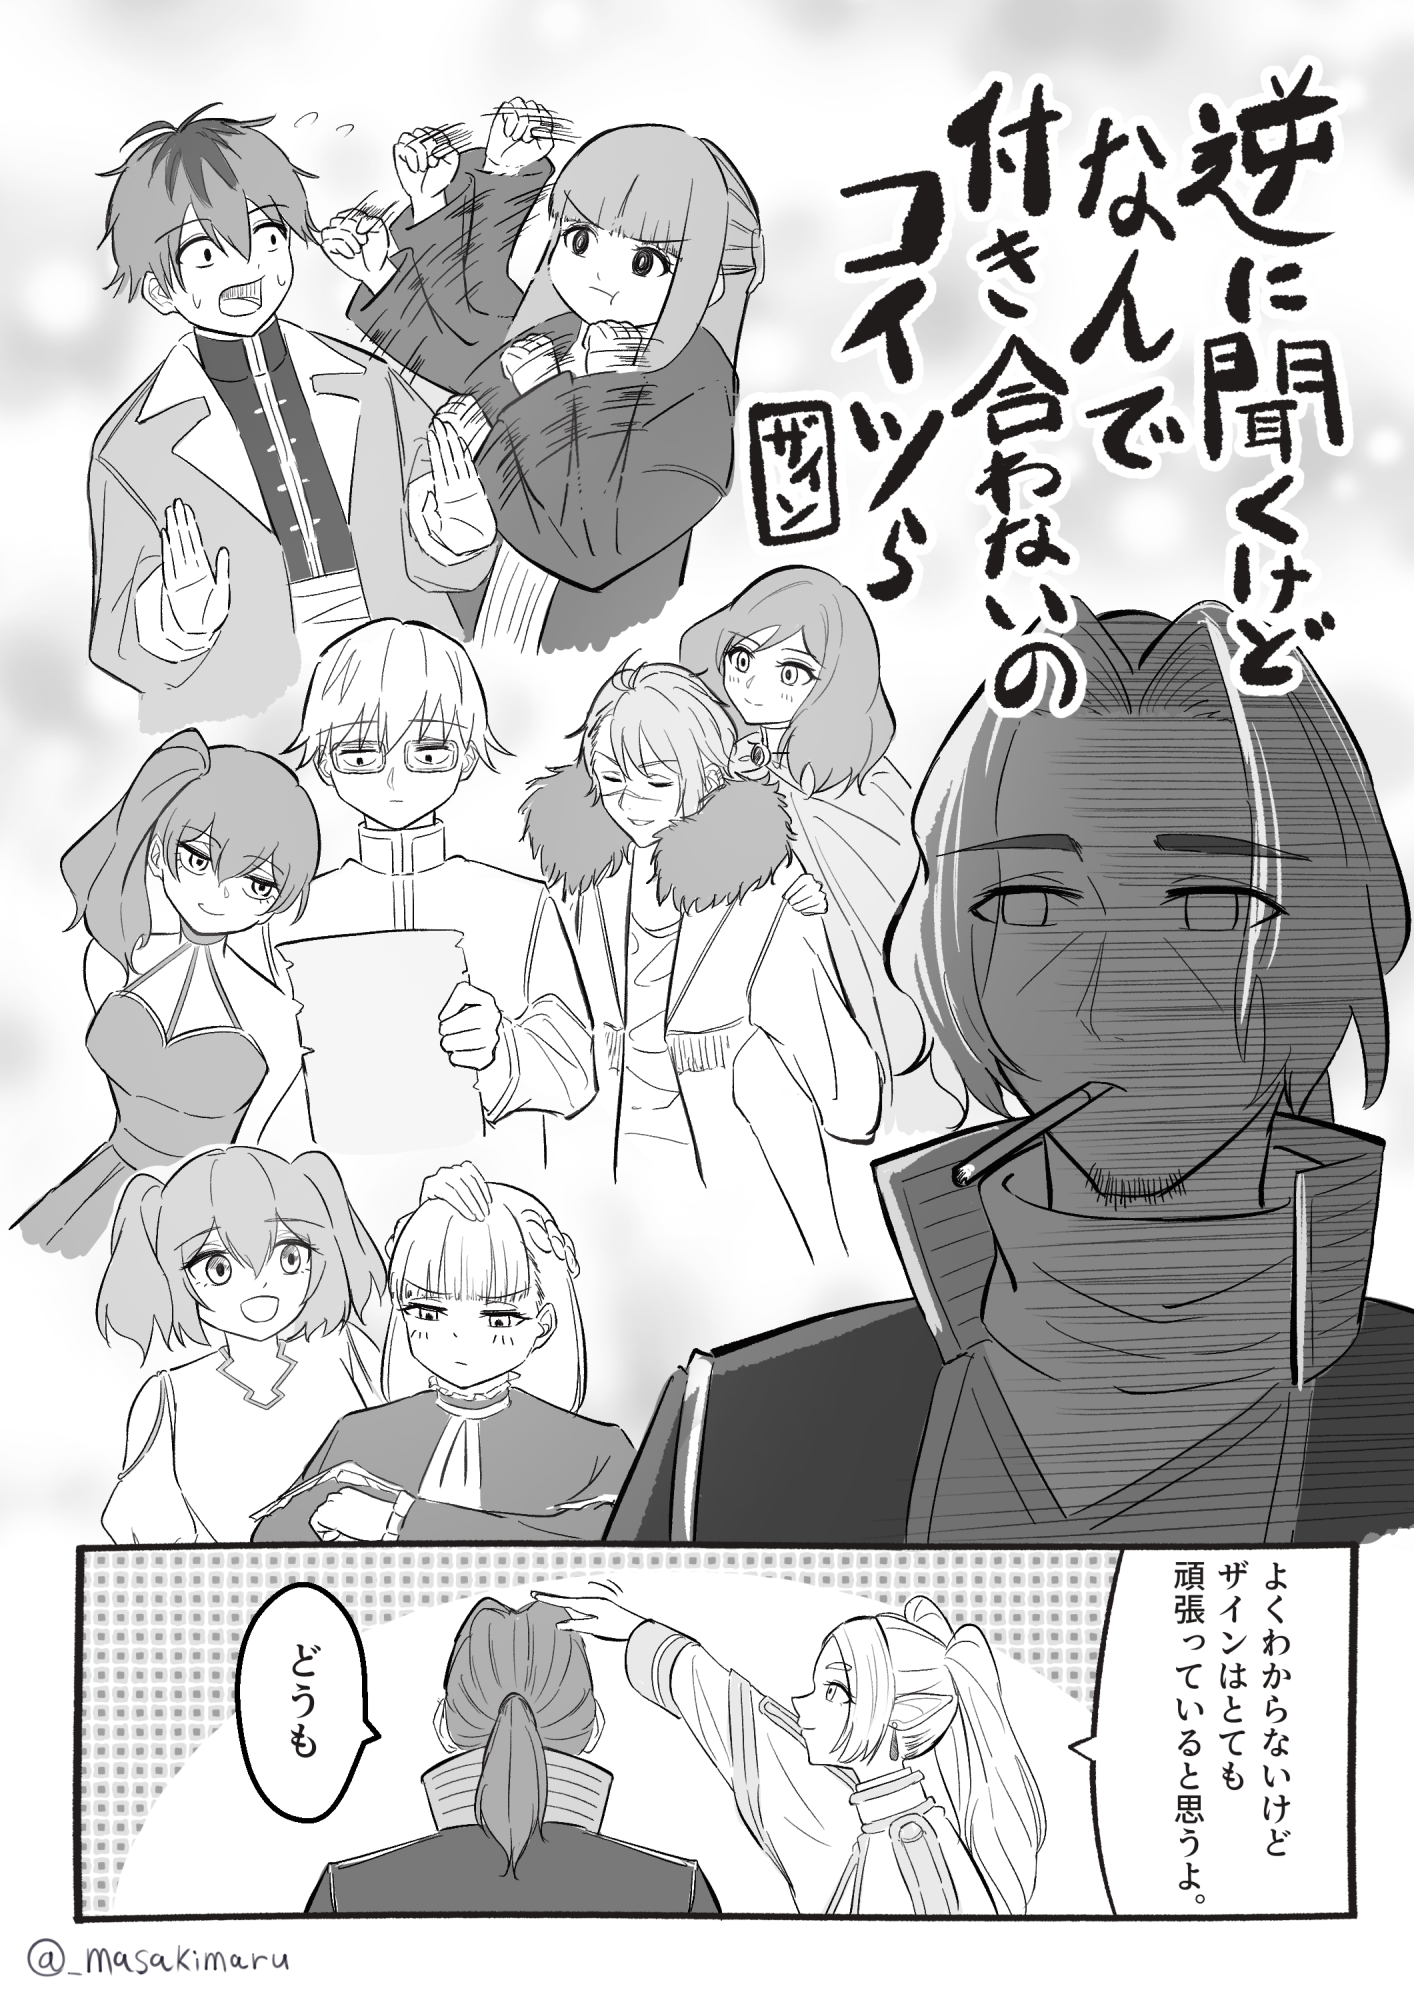 逆に聞くけど
なんで
付き合わないの
コイツら
ザイン
よくわからないけど
ザインはとても
頑張っていると思うよ。
どうも
@_masakimaru